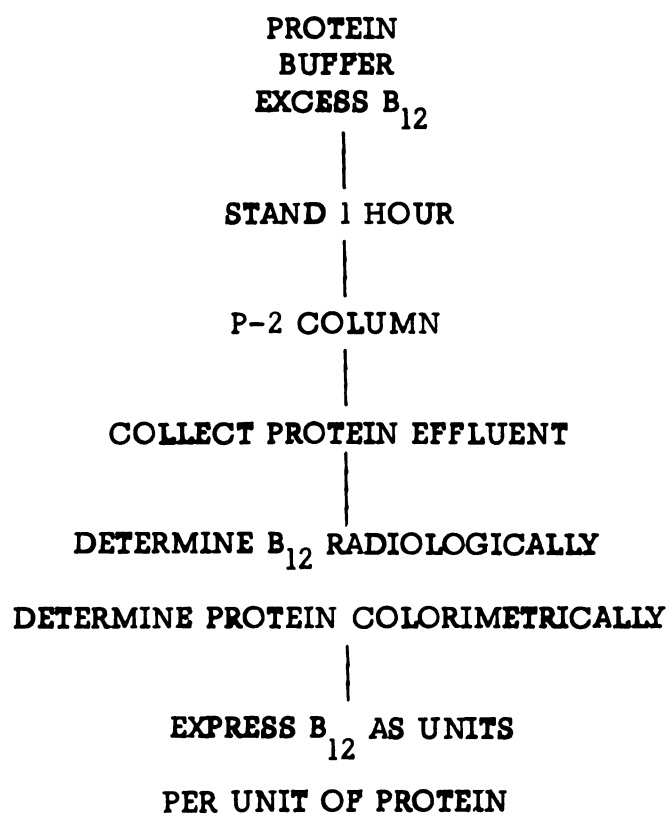 PROTEIN
BUFFER
EXCESS B12
STAND 1 HOUR
P-2 COLUMN
COLLECT PROTEIN EFFLUENT
DETERMINE B12 RADIOLOGICALLY
DETERMINE PROTEIN COLORIMETRICALLY
EXPRESS B12 AS UNITS
PER UNIT OF PROTEIN